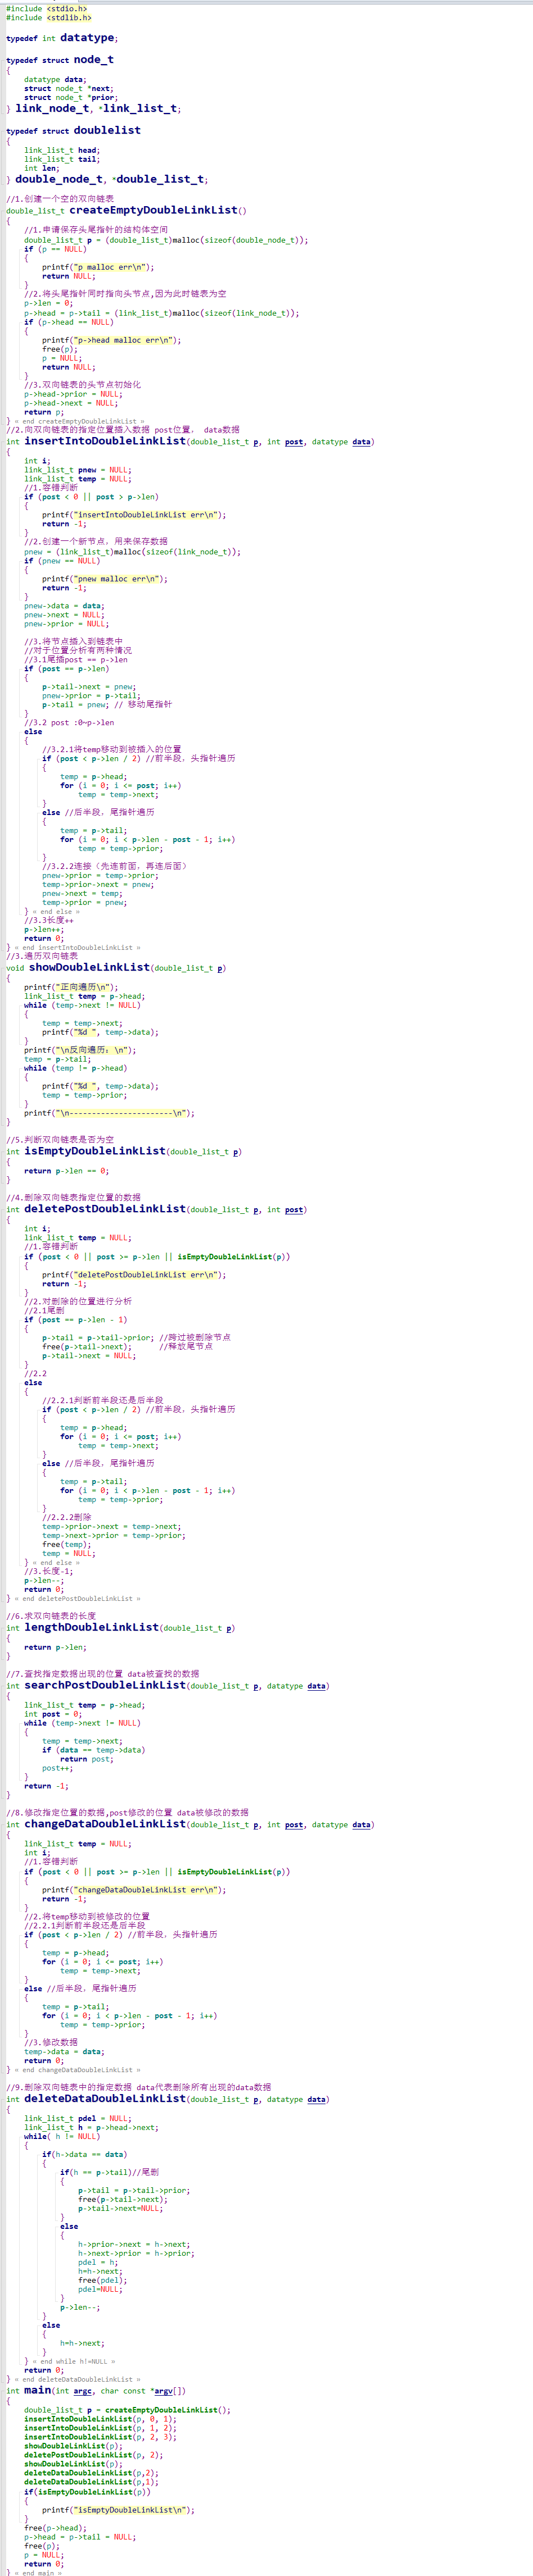 #include <stdio.h>
#include <stdlib.h>
typedef int datatype;
typedef struct node_t
{
datatype data;
struct node_t *next;
struct node_t *prior;
} link_node_t, *link_list_t;
typedef struct doublelist
{
link_list_t head;
link_list_t tail;
int len;
} double_node_t, *double_list_t;
//1.创建一个空的双向链表
double_list_t createEmptyDoubleLinkList()
{
//1.申请保存头尾指针的结构体空间
double_list_t p = (double_list_t)malloc(sizeof(double_node_t));
if (p == NULL)
{
printf("p malloc err\n");
return NULL;
}
//2.将头尾指针同时指向头节点,因为此时链表为空
p->len = 0;
p->head = p->tail = (link_list_t)malloc(sizeof(link_node_t));
if (p->head == NULL)
{
printf("p->head malloc err\n");
free(p);
p = NULL;
return NULL;
}
//3.双向链表的头节点初始化
p->head->prior = NULL;
p->head->next = NULL;
return p;
} « end createEmptyDoubleLinkList »
//2.向双向链表的指定位置插入数据 post位置, data数据
int insertIntoDoubleLinkList(double_list_t p, int post, datatype data)
{
int i;
link_list_t pnew = NULL;
link_list_t temp = NULL;
//1.容错判断
if (post < 0 || post > p->len)
{
printf("insertIntoDoubleLinkList err\n");
return -1;
}
//2.创建一个新节点，用来保存数据
pnew = (link_list_t)malloc(sizeof(link_node_t));
if (pnew == NULL)
{
printf("pnew malloc err\n");
return -1;
}
pnew->data = data;
pnew->next = NULL;
pnew->prior = NULL;
//3.将节点插入到链表中
//对于位置分析有两种情况
//3.1尾插post == p->len
if (post == p->len)
{
p->tail->next = pnew;
pnew->prior = p->tail;
p->tail = pnew; // 移动尾指针
}
//3.2 post :0~p->len
else
{
//3.2.1将temp移动到被插入的位置
if (post < p->len / 2) //前半段，头指针遍历
{
temp = p->head;
for (i = 0; i <= post; i++)
temp = temp->next;
}
else //后半段，尾指针遍历
{
temp = p->tail;
for (i = 0; i < p->len - post - 1; i++)
temp = temp->prior;
}
//3.2.2连接（先连前面，再连后面）
pnew->prior = temp->prior;
temp->prior->next = pnew;
pnew->next = temp;
temp->prior = pnew;
} « end else »
//3.3长度++
p->len++;
return 0;
} « end insertIntoDoubleLinkList »
//3.遍历双向链表
void showDoubleLinkList(double_list_t p)
{
printf("正向遍历\n");
link_list_t temp = p->head;
while (temp->next != NULL)
{
temp = temp->next;
printf("%d ", temp->data);
}
printf("\n反向遍历：\n");
temp = p->tail;
while (temp != p->head)
{
printf("%d ", temp->data);
temp = temp->prior;
}
printf("\n-----------------------\n");
}
//5.判断双向链表是否为空
int isEmptyDoubleLinkList(double_list_t p)
{
return p->len == 0;
}
//4.删除双向链表指定位置的数据
int deletePostDoubleLinkList(double_list_t p, int post)
{
int i;
link_list_t temp = NULL;
//1.容错判断
if (post < 0 || post >= p->len || isEmptyDoubleLinkList(p))
{
printf("deletePostDoubleLinkList err\n");
return -1;
}
//2.对删除的位置进行分析
//2.1尾删
if (post == p->len - 1)
{
p->tail = p->tail->prior; //跨过被删除节点
free(p->tail->next); //释放尾节点
p->tail->next = NULL;
}
//2.2
else
{
//2.2.1判断前半段还是后半段
if (post < p->len / 2) //前半段，头指针遍历
{
temp = p->head;
for (i = 0; i <= post; i++)
temp = temp->next;
}
else //后半段，尾指针遍历
{
temp = p->tail;
for (i = 0; i < p->len - post - 1; i++)
temp = temp->prior;
}
//2.2.2删除
temp->prior->next = temp->next;
temp->next->prior = temp->prior;
free(temp);
temp = NULL;
} « end else »
//3.长度-1;
p->len--;
return 0;
} « end deletePostDoubleLinkList »
//6.求双向链表的长度
int lengthDoubleLinkList(double_list_t p)
{
return p->len;
}
//7.查找指定数据出现的位置 data被查找的数据
int searchPostDoubleLinkList(double_list_t p, datatype data)
{
link_list_t temp = p->head;
int post = 0;
while (temp->next != NULL)
{
temp = temp->next;
if (data == temp->data)
return post;
post++;
}
return -1;
}
//8.修改指定位置的数据,post修改的位置 data被修改的数据
int changeDataDoubleLinkList(double_list_t p, int post, datatype data)
{
link_list_t temp = NULL;
int i;
//1.容错判断
if (post < 0 || post >= p->len || isEmptyDoubleLinkList(p))
{
printf("changeDataDoubleLinkList err\n");
return -1;
}
//2.将temp移动到被修改的位置
//2.2.1判断前半段还是后半段
if (post < p->len / 2) //前半段，头指针遍历
{
temp = p->head;
for (i = 0; i <= post; i++)
temp = temp->next;
}
else //后半段，尾指针遍历
{
temp = p->tail;
for (i = 0; i < p->len - post - 1; i++)
temp = temp->prior;
}
//3.修改数据
temp->data = data;
return 0;
} « end changeDataDoubleLinkList »
//9.删除双向链表中的指定数据 data代表删除所有出现的data数据
int deleteDataDoubleLinkList(double_list_t p, datatype data)
{
link_list_t pdel = NULL;
link_list_t h = p->head->next;
while( h != NULL)
{
if(h->data == data)
{
if(h == p->tail)//尾删
{
p->tail = p->tail->prior;
free(p->tail->next);
p->tail->next=NULL;
}
else
{
h->prior->next = h->next;
h->next->prior = h->prior;
pdel = h;
h=h->next;
free(pdel);
pdel=NULL;
}
p->len--;
}
else
{
h=h->next;
}
} « end while h!=NULL »
return 0;
} « end deleteDataDoubleLinkList »
int main(int argc, char const *argv[])
{
double_list_t p = createEmptyDoubleLinkList();
insertIntoDoubleLinkList(p, 0, 1);
insertIntoDoubleLinkList(p, 1, 2);
insertIntoDoubleLinkList(p, 2, 3);
showDoubleLinkList(p);
deletePostDoubleLinkList(p, 2);
showDoubleLinkList(p);
deleteDataDoubleLinkList(p,2);
deleteDataDoubleLinkList(p,1);
if(isEmptyDoubleLinkList(p))
{
printf("isEmptyDoubleLinkList\n");
}
free(p->head);
p->head = p->tail = NULL;
free(p);
p = NULL;
return 0;
} « end main »